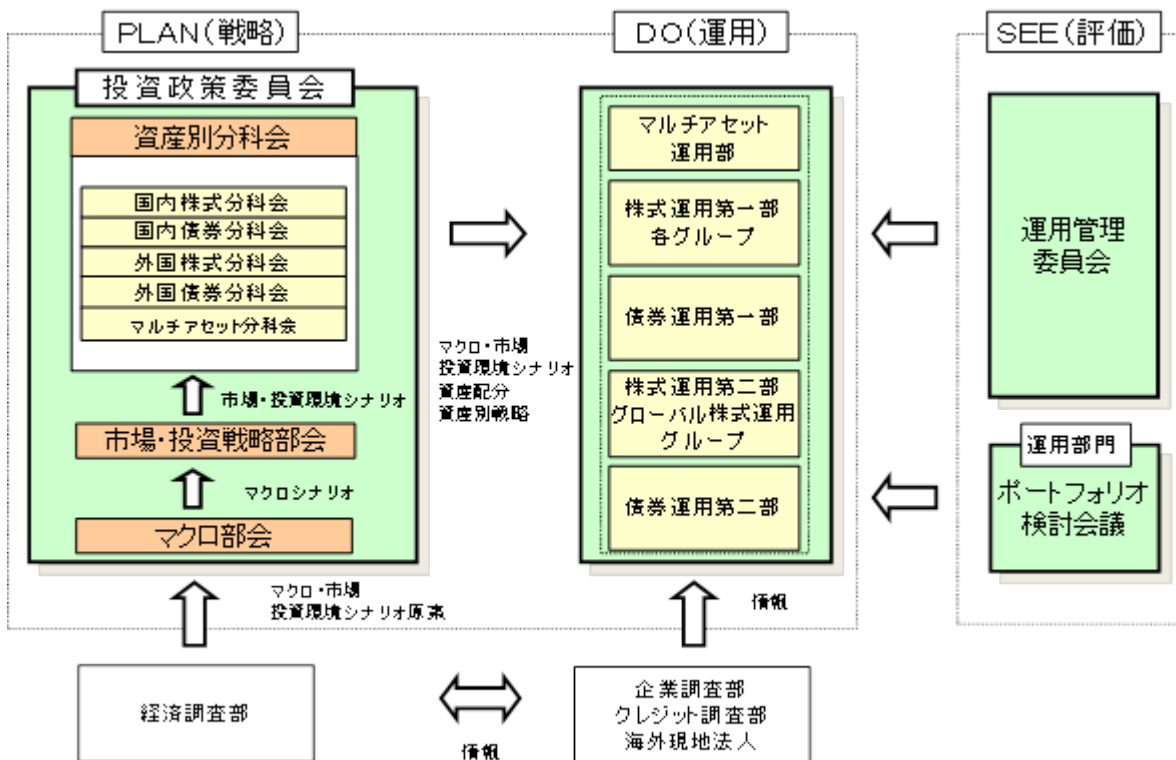 PLAN(戦略)
投資政策委員会
資産別分科会
国内株式分科会
国内債券分科会
外国株式分科会
外国債券分科会
マルチアセット分科会
市場・投資環境シナリオ
市場・投資戦略部会
マクロシナリオ
マクロ部会
マクロ・市場
投資環境シナリオ原案
経済調査部
マクロ・市場
投資環境シナリオ
資産配分
資産別戦略
DO(運用)
マルチアセット
運用部
株式運用第一部
各グループ
債券運用第一部
株式運用第二部
グローバル株式運用
グループ
債券運用第二部
情報
企業調査部
クレジット調査部
海外現地法人
情報
SEE(評価)
運用管理
委員会
運用部門
ポートフォリオ
検討会議